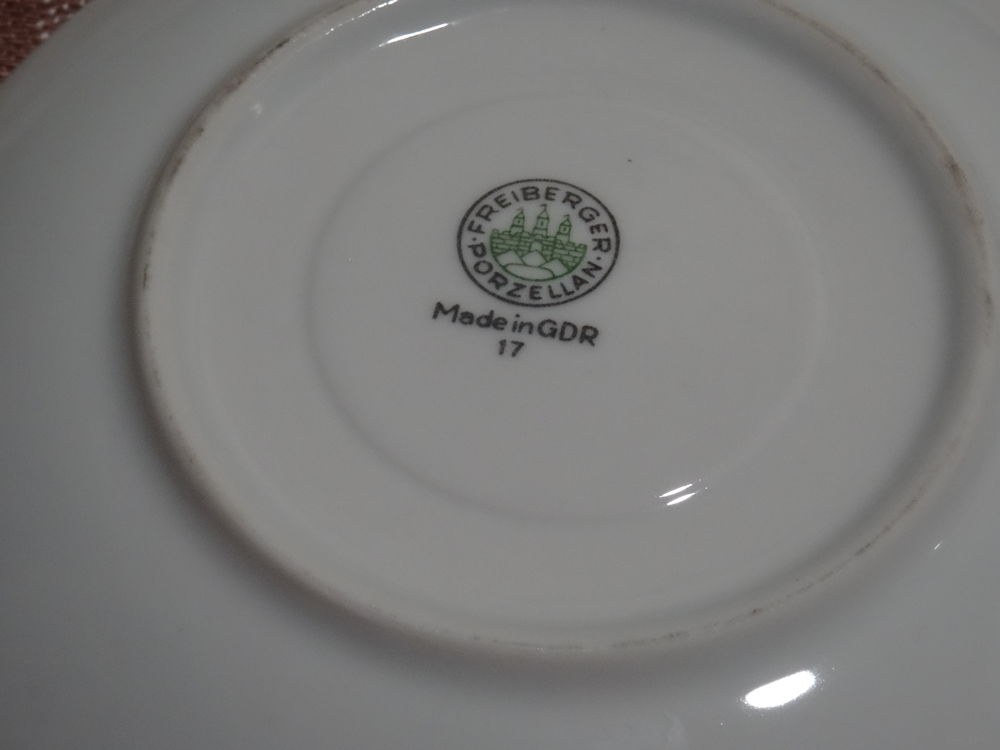 FREIBERGER
PORZELLAN
Made in GDR
17